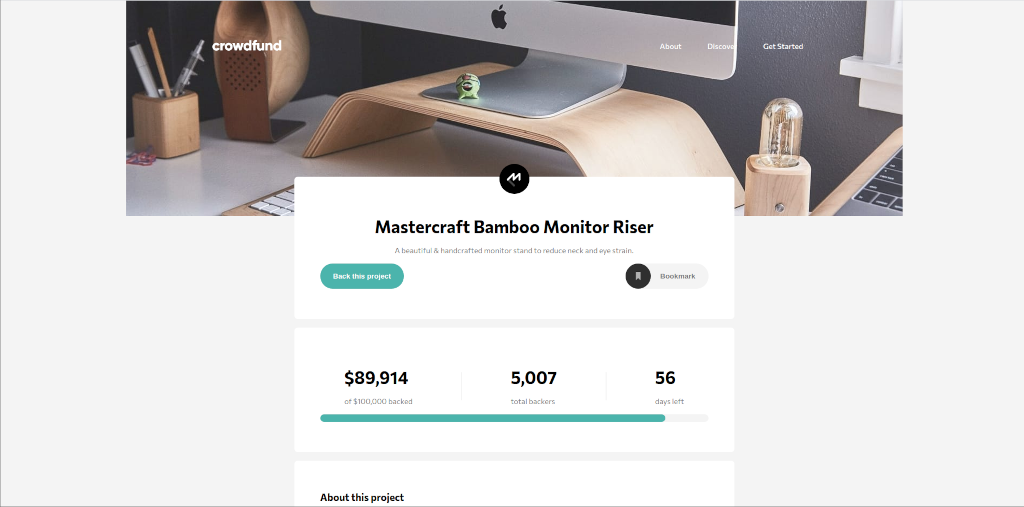 crowdfund
About Discover Get Started
Mastercraft Bamboo Monitor Riser
A beautiful & handcrafted monitor stand to reduce neck and eye strain.
Back this project
Bookmark
$89,914 5,007 56
of $100,000 backed total backers days left
About this project